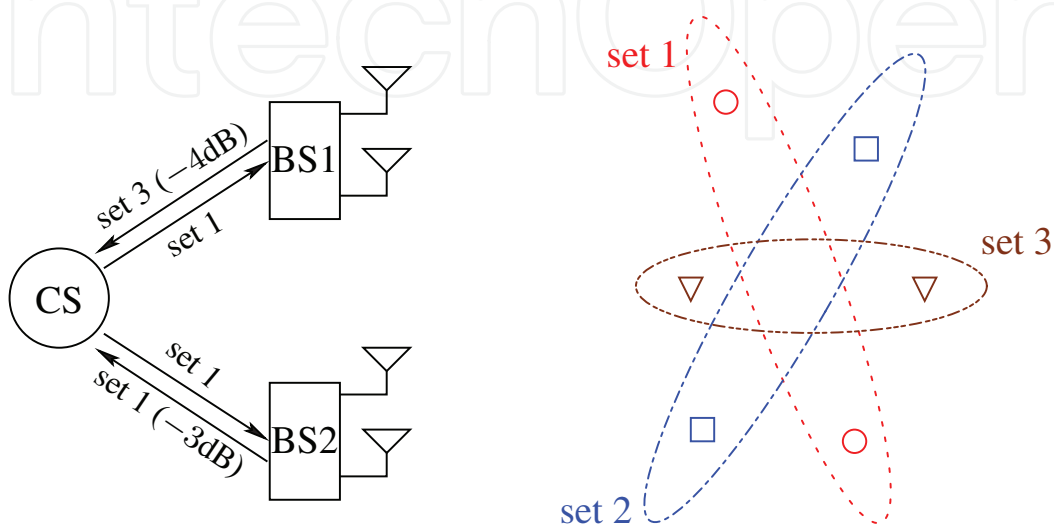 ntechOper
set 1
BS1
set 3 (−4dB)
set 1
set 3
CS
set 1
set 1 (−3dB)
BS2
set 2